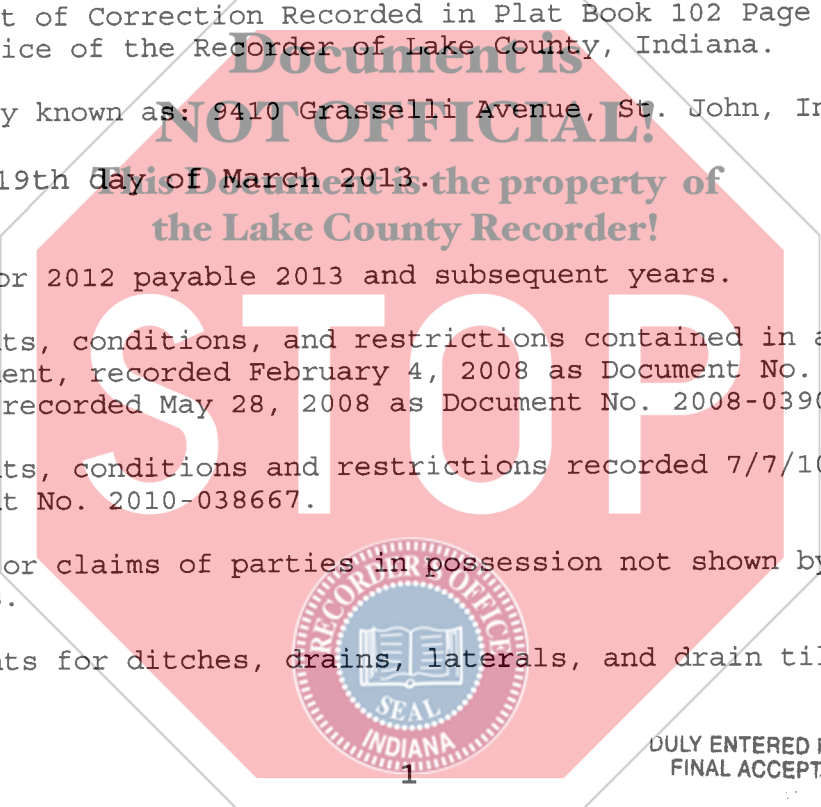 t of Correction Recorded in Plat Book 102 Page
ice of the Recorder of Lake County, Indiana.
Document is
y known as: 9410 Grasselli Avenue, St. John, In
NOT OFFICIAL!
19th day of March 2013.
This Document is the property of
the Lake County Recorder!
or 2012 payable 2013 and subsequent years.
STOP
ts, conditions, and restrictions contained in a
ent, recorded February 4, 2008 as Document No.
recorded May 28, 2008 as Document No. 2008-0390
ts, conditions and restrictions recorded 7/7/10
t No. 2010-038667.
or claims of parties in possession not shown by
s.
RECORDER'S OFFICE
ts for ditches, drains, laterals, and drain til
SEAL
INDIANA
DULY ENTERED
FINAL ACCEPT
1